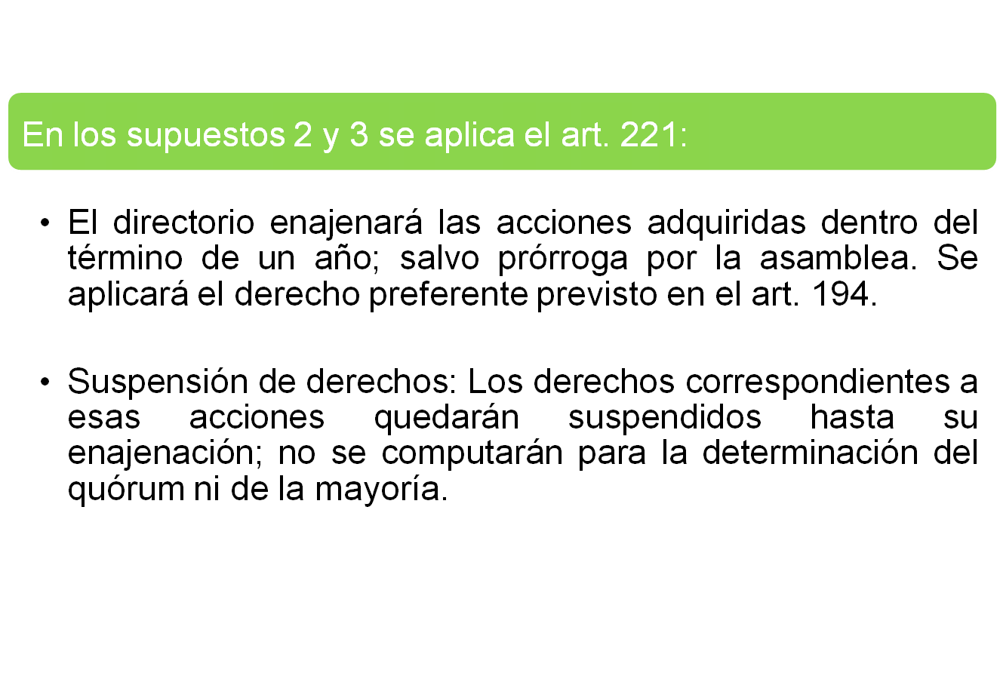 En los supuestos 2 y 3 se aplica el art. 221:
• El directorio enajenará las acciones adquiridas dentro del
término de un año; salvo prórroga por la asamblea. Se
aplicará el derecho preferente previsto en el art. 194.
• Suspensión de derechos: Los derechos correspondientes a
esas acciones quedarán suspendidos hasta su
enajenación; no se computarán para la determinación del
quórum ni de la mayoría.